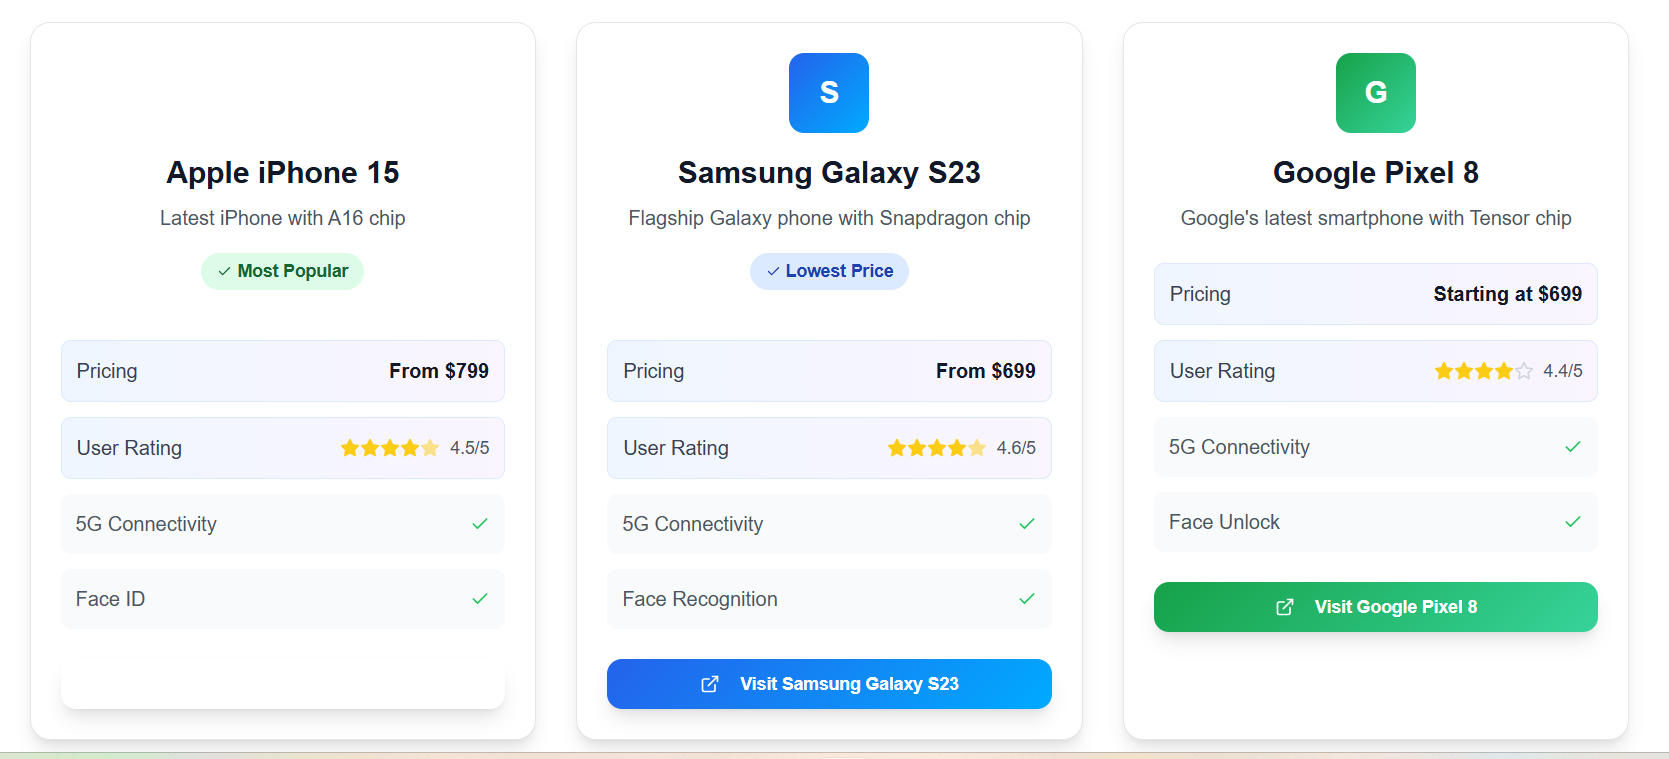 Apple iPhone 15
Latest iPhone with A16 chip
Most Popular
Pricing From $799
User Rating 4.5/5
5G Connectivity
Face ID
S
Samsung Galaxy S23
Flagship Galaxy phone with Snapdragon chip
Lowest Price
Pricing From $699
User Rating 4.6/5
5G Connectivity
Face Recognition
Visit Samsung Galaxy S23
G
Google Pixel 8
Google's latest smartphone with Tensor chip
Pricing Starting at $699
User Rating 4.4/5
5G Connectivity
Face Unlock
Visit Google Pixel 8